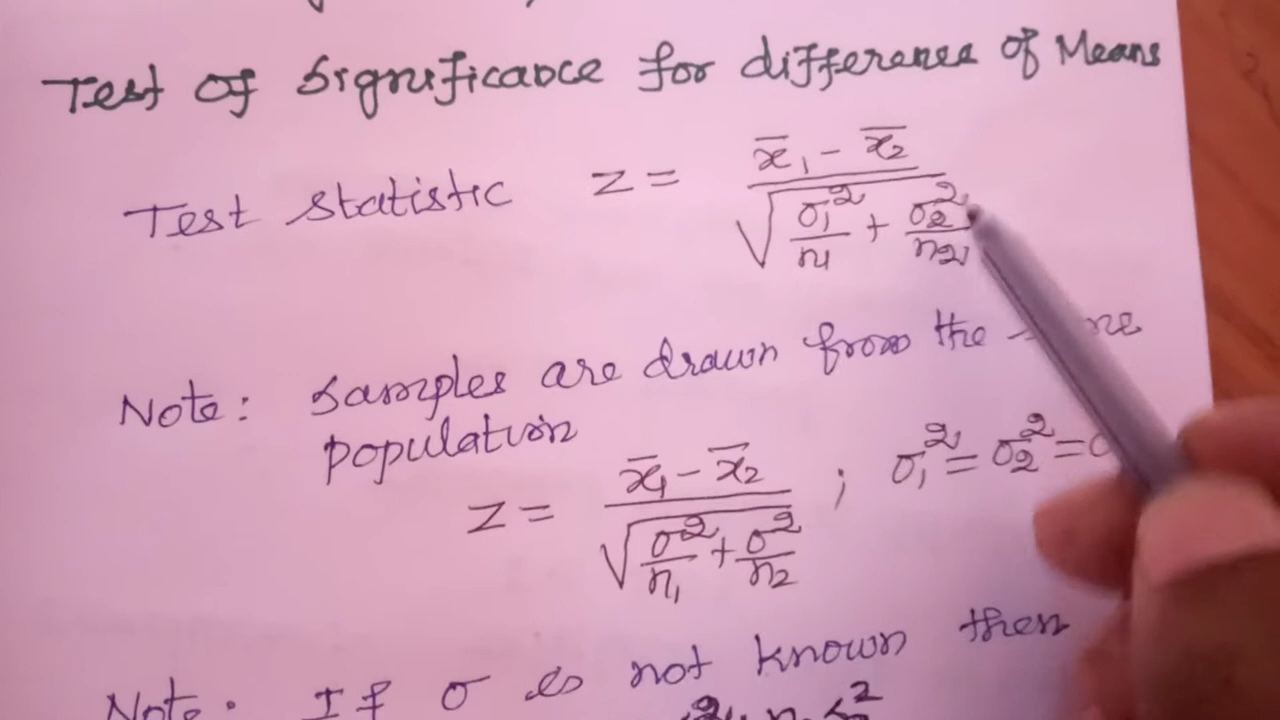 Test of Significance for difference of Means
Test statistic z = (x̄₁ − x̄₂) / √(σ₁²/n₁ + σ₂²/n₂)
Note: Samples are drawn from the
population
z = (x̄₁ − x̄₂) / √(σ²/n₁ + σ²/n₂) ; σ₁² = σ₂² =
Note: If σ is not known then